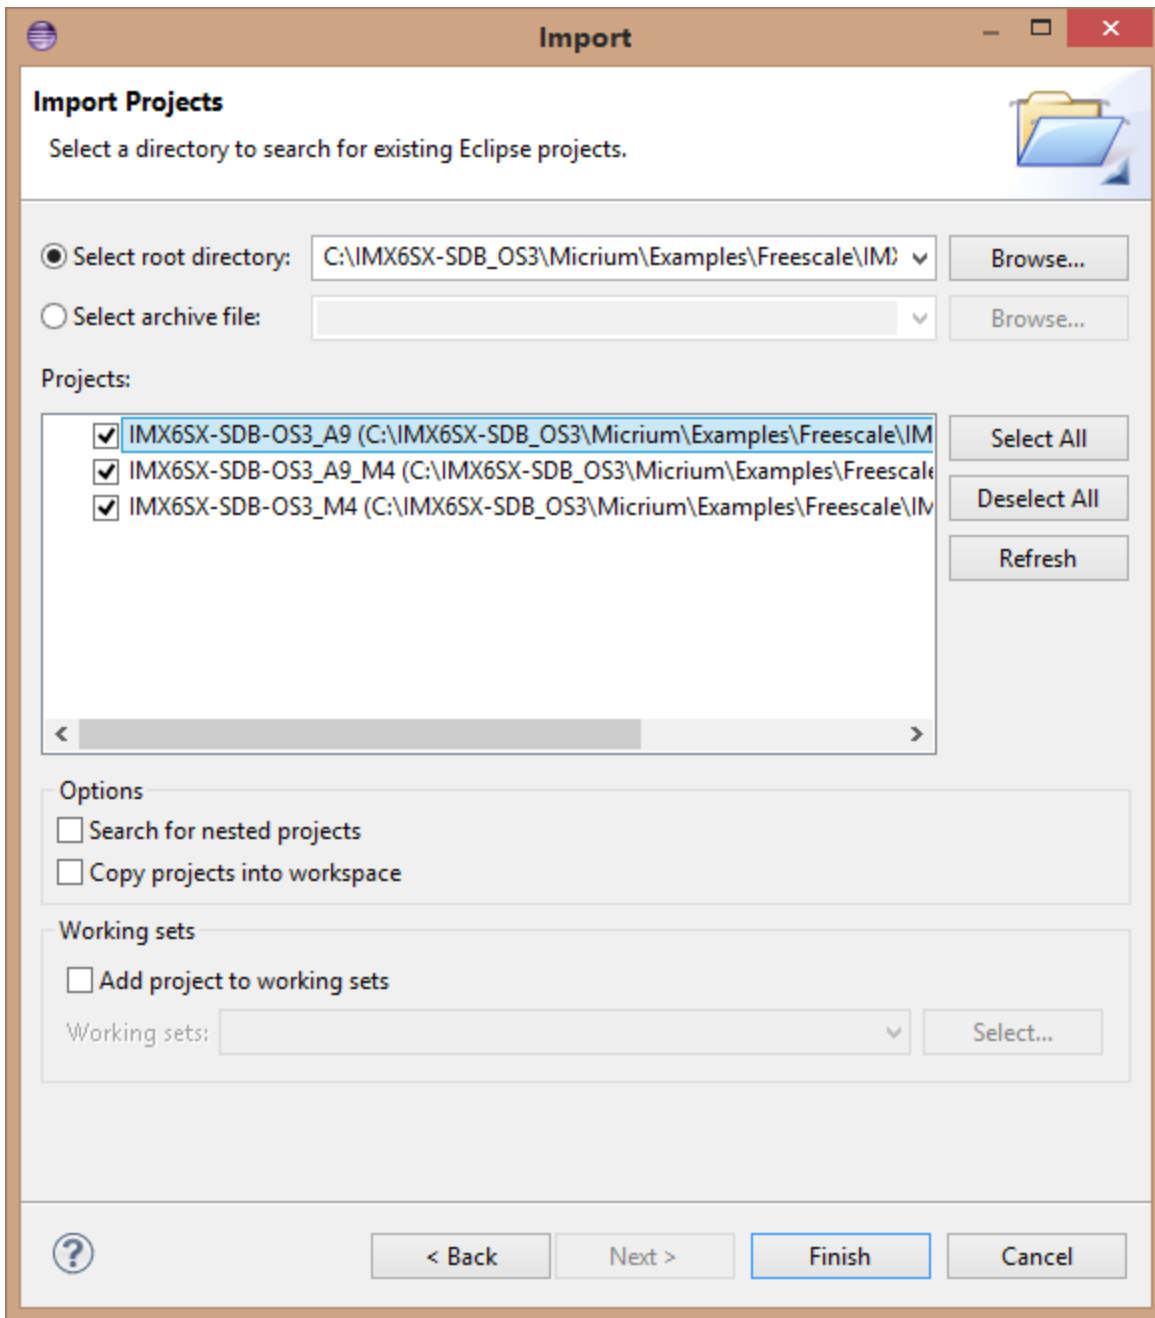 Import
Import Projects
Select a directory to search for existing Eclipse projects.
Select root directory: C:\IMX6SX-SDB_OS3\Micrium\Examples\Freescale\IMX Browse...
Select archive file: Browse...
Projects:
IMX6SX-SDB-OS3_A9 (C:\IMX6SX-SDB_OS3\Micrium\Examples\Freescale\IM Select All
IMX6SX-SDB-OS3_A9_M4 (C:\IMX6SX-SDB_OS3\Micrium\Examples\Freescale
IMX6SX-SDB-OS3_M4 (C:\IMX6SX-SDB_OS3\Micrium\Examples\Freescale\IM Deselect All
Refresh
Options
Search for nested projects
Copy projects into workspace
Working sets
Add project to working sets
Working sets: Select...
? < Back Next > Finish Cancel